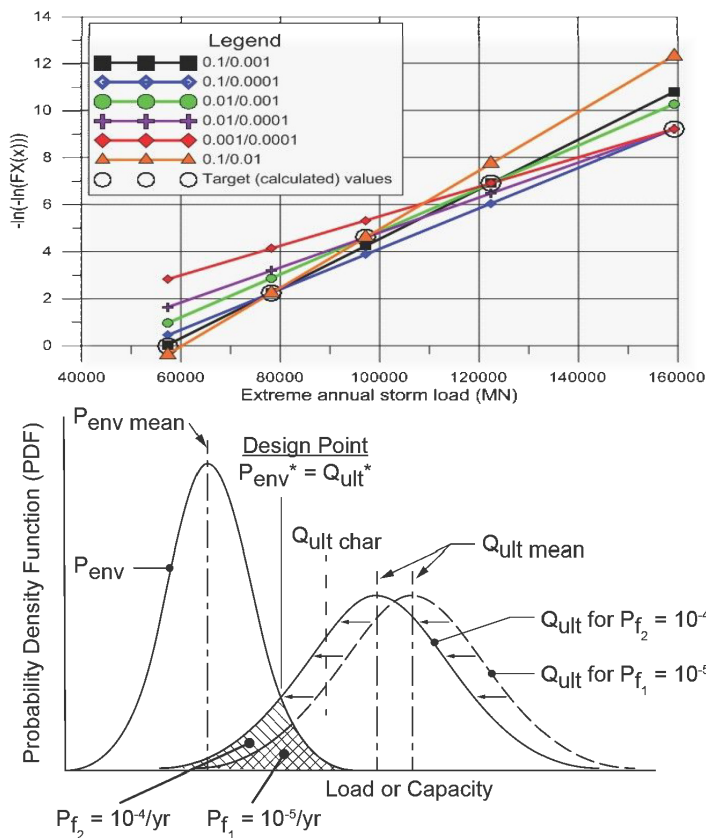 14
12
10
8
6
4
2
0
-ln(-ln(FX(x)))
Legend
0.1/0.001
0.1/0.0001
0.01/0.001
0.01/0.0001
0.001/0.0001
0.1/0.01
Target (calculated) values
40000 60000 80000 100000 120000 140000 160000
Extreme annual storm load (MN)
Probability Density Function (PDF)
Penv mean
Design Point
Penv* = Qult*
Qult char
Qult mean
Penv
Qult for Pf2 = 10-4
Qult for Pf1 = 10-5
Load or Capacity
Pf2 = 10-4/yr Pf1 = 10-5/yr